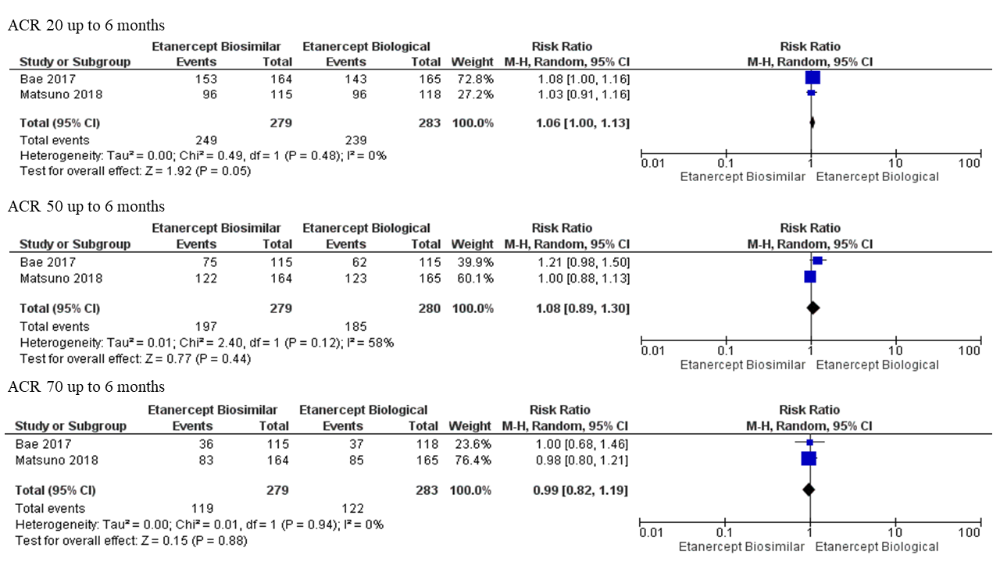 ACR 20 up to 6 months
Etanercept Biosimilar Etanercept Biological Risk Ratio Risk Ratio
Study or Subgroup Events Total Events Total Weight M-H, Random, 95% CI M-H, Random, 95% CI
Bae 2017 153 164 143 165 72.8% 1.08 [1.00, 1.16]
Matsuno 2018 96 115 96 118 27.2% 1.03 [0.91, 1.16]
Total (95% CI) 279 283 100.0% 1.06 [1.00, 1.13]
Total events 249 239
Heterogeneity: Tau² = 0.00; Chi² = 0.49, df = 1 (P = 0.48); I² = 0%
Test for overall effect: Z = 1.92 (P = 0.05)
0.01 0.1 1 10 100
Etanercept Biosimilar Etanercept Biological
ACR 50 up to 6 months
Etanercept Biosimilar Etanercept Biological Risk Ratio Risk Ratio
Study or Subgroup Events Total Events Total Weight M-H, Random, 95% CI M-H, Random, 95% CI
Bae 2017 75 115 62 115 39.9% 1.21 [0.98, 1.50]
Matsuno 2018 122 164 123 165 60.1% 1.00 [0.88, 1.13]
Total (95% CI) 279 280 100.0% 1.08 [0.89, 1.30]
Total events 197 185
Heterogeneity: Tau² = 0.01; Chi² = 2.40, df = 1 (P = 0.12); I² = 58%
Test for overall effect: Z = 0.77 (P = 0.44)
0.01 0.1 1 10 100
Etanercept Biosimilar Etanercept Biological
ACR 70 up to 6 months
Etanercept Biosimilar Etanercept Biological Risk Ratio Risk Ratio
Study or Subgroup Events Total Events Total Weight M-H, Random, 95% CI M-H, Random, 95% CI
Bae 2017 36 115 37 118 23.6% 1.00 [0.68, 1.46]
Matsuno 2018 83 164 85 165 76.4% 0.98 [0.80, 1.21]
Total (95% CI) 279 283 100.0% 0.99 [0.82, 1.19]
Total events 119 122
Heterogeneity: Tau² = 0.00; Chi² = 0.01, df = 1 (P = 0.94); I² = 0%
Test for overall effect: Z = 0.15 (P = 0.88)
0.01 0.1 1 10 100
Etanercept Biosimilar Etanercept Biological